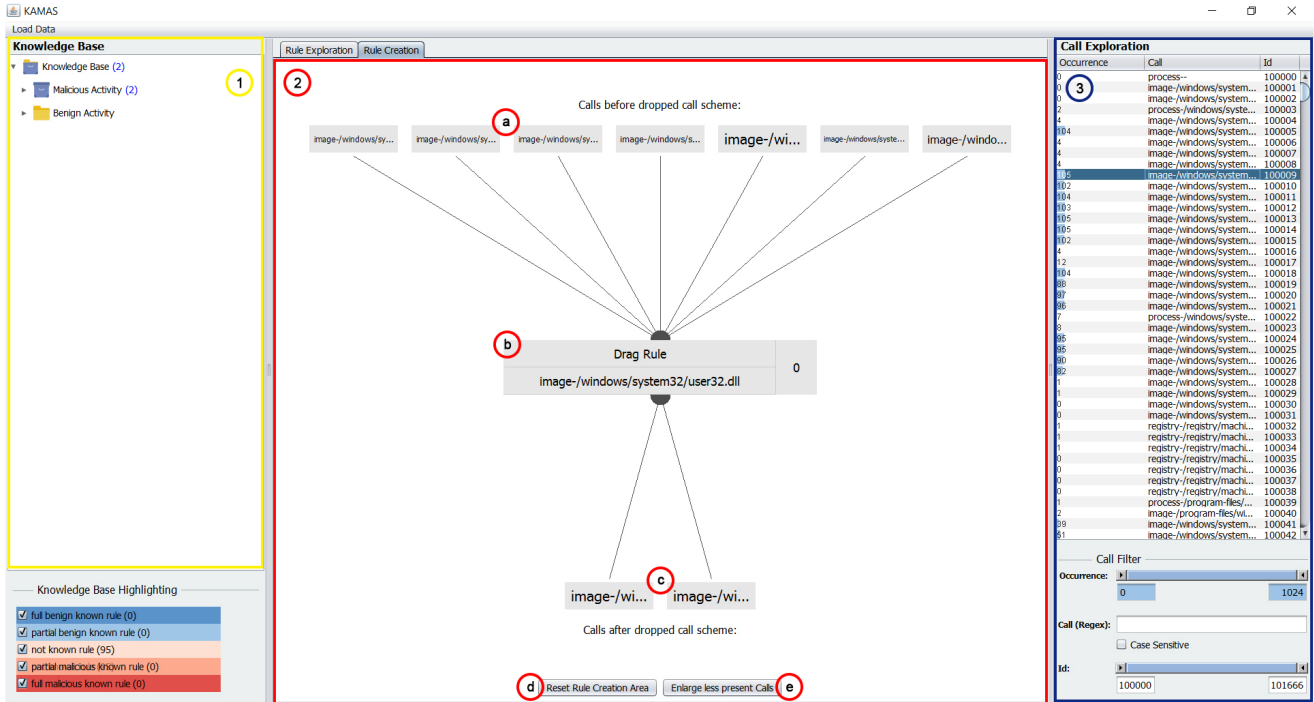 KAMAS
Load Data
Knowledge Base
Knowledge Base (2)
1
Malicious Activity (2)
Benign Activity
Knowledge Base Highlighting
full benign known rule (0)
partial benign known rule (0)
not known rule (95)
partial malicious known rule (0)
full malicious known rule (0)
Rule Exploration Rule Creation
2
Calls before dropped call scheme:
a
image-/windows/sy... image-/windows/sy... image-/windows/sy... image-/windows/s... image-/wi... image-/windows/syste... image-/windo...
b
Drag Rule
0
image-/windows/system32/user32.dll
c
image-/wi... image-/wi...
Calls after dropped call scheme:
d Reset Rule Creation Area Enlarge less present Calls e
Call Exploration
Occurrence Call Id
3
0 process-- 100000
0 image-/windows/system... 100001
0 image-/windows/system... 100002
2 process-/windows/syste... 100003
4 image-/windows/system... 100004
104 image-/windows/system... 100005
4 image-/windows/system... 100006
4 image-/windows/system... 100007
4 image-/windows/system... 100008
105 image-/windows/system... 100009
102 image-/windows/system... 100010
104 image-/windows/system... 100011
103 image-/windows/system... 100012
105 image-/windows/system... 100013
105 image-/windows/system... 100014
102 image-/windows/system... 100015
4 image-/windows/system... 100016
12 image-/windows/system... 100017
104 image-/windows/system... 100018
88 image-/windows/system... 100019
97 image-/windows/system... 100020
96 image-/windows/system... 100021
7 process-/windows/syste... 100022
8 image-/windows/system... 100023
95 image-/windows/system... 100024
95 image-/windows/system... 100025
90 image-/windows/system... 100026
92 image-/windows/system... 100027
1 image-/windows/system... 100028
1 image-/windows/system... 100029
0 image-/windows/system... 100030
0 image-/windows/system... 100031
1 registry-/registry/machi... 100032
1 registry-/registry/machi... 100033
1 registry-/registry/machi... 100034
0 registry-/registry/machi... 100035
0 registry-/registry/machi... 100036
0 registry-/registry/machi... 100037
0 registry-/registry/machi... 100038
1 process-/program-files/... 100039
2 image-/program-files/wi... 100040
39 image-/windows/system... 100041
51 image-/windows/system... 100042
Call Filter
Occurrence:
0 1024
Call (Regex):
Case Sensitive
Id:
100000 101666